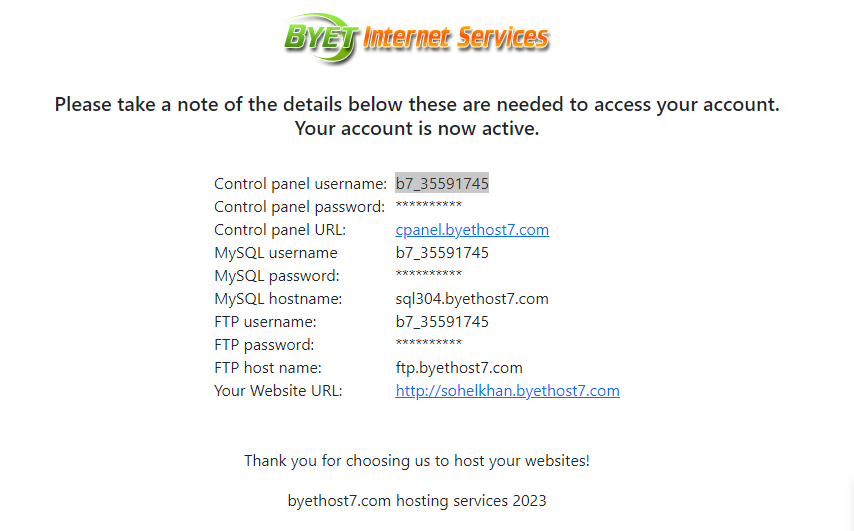 BYET Internet Services
Please take a note of the details below these are needed to access your account.
Your account is now active.
Control panel username: b7_35591745
Control panel password: **********
Control panel URL: cpanel.byethost7.com
MySQL username b7_35591745
MySQL password: **********
MySQL hostname: sql304.byethost7.com
FTP username: b7_35591745
FTP password: **********
FTP host name: ftp.byethost7.com
Your Website URL: http://sohelkhan.byethost7.com
Thank you for choosing us to host your websites!
byethost7.com hosting services 2023